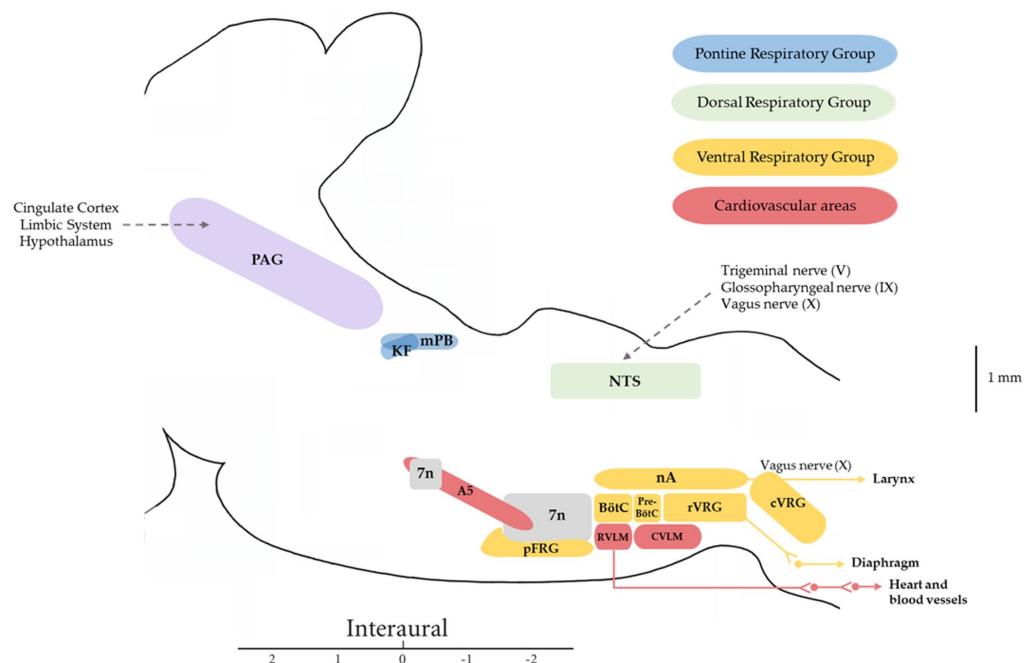 Pontine Respiratory Group
Dorsal Respiratory Group
Ventral Respiratory Group
Cardiovascular areas
Cingulate Cortex
Limbic System
Hypothalamus
PAG
Trigeminal nerve (V)
Glossopharyngeal nerve (IX)
Vagus nerve (X)
KF
mPB
NTS
1 mm
7n
A5
7n
pFRG
nA
Vagus nerve (X)
Larynx
BötC
Pre-
BötC
rVRG
cVRG
RVLM
CVLM
Diaphragm
Heart and
blood vessels
Interaural
2 1 0 -1 -2